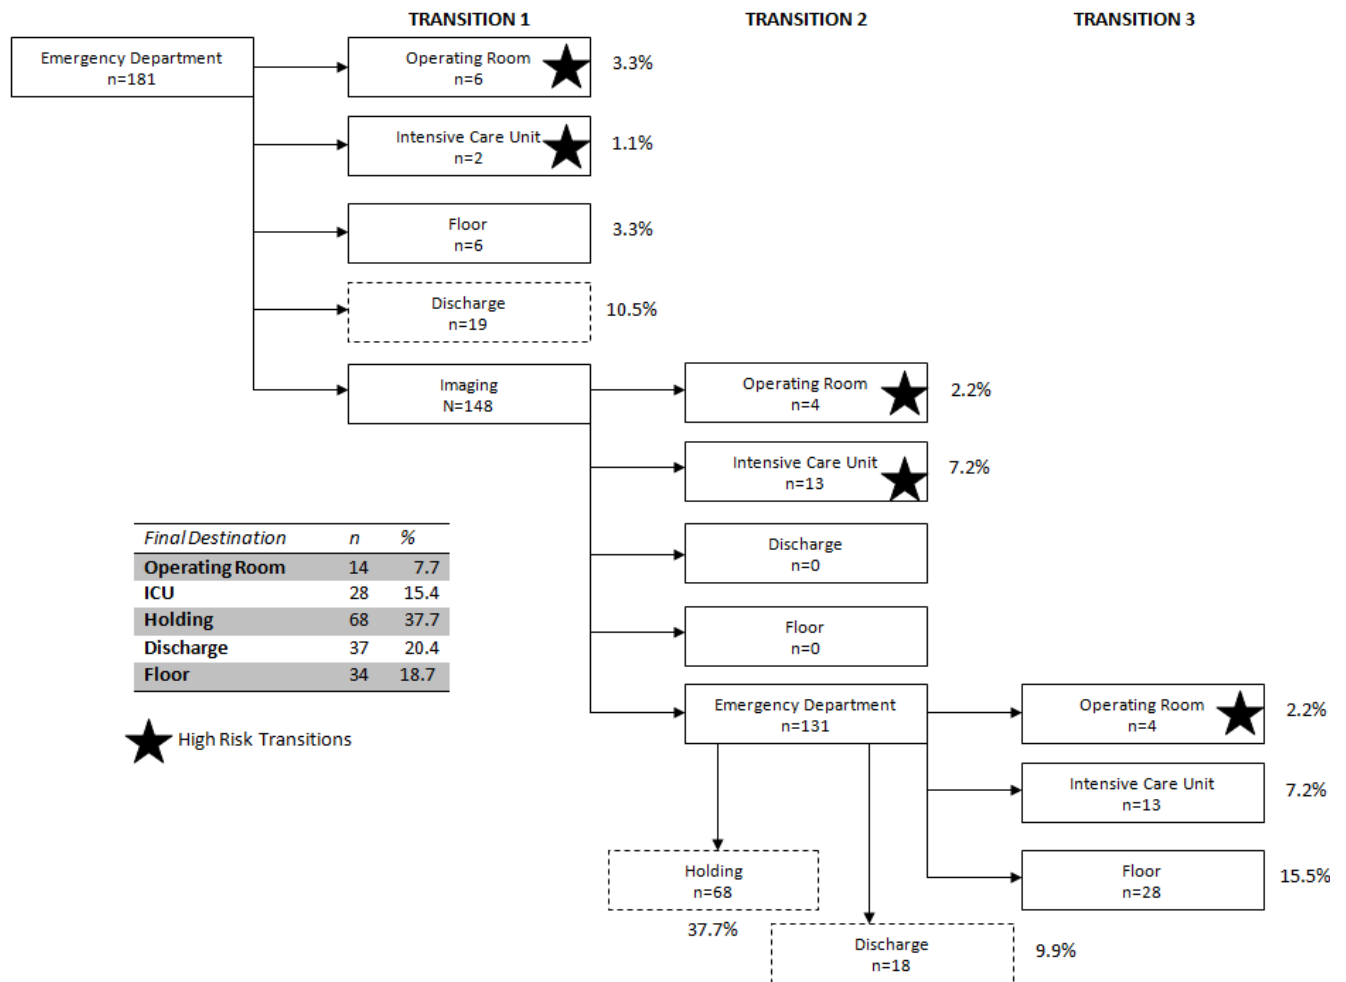 TRANSITION 1
TRANSITION 2
TRANSITION 3
Emergency Department
n=181
Operating Room
n=6
3.3%
Intensive Care Unit
n=2
1.1%
Floor
n=6
3.3%
Discharge
n=19
10.5%
Imaging
N=148
Operating Room
n=4
2.2%
Intensive Care Unit
n=13
7.2%
Discharge
n=0
Floor
n=0
Emergency Department
n=131
Operating Room
n=4
2.2%
Intensive Care Unit
n=13
7.2%
Floor
n=28
15.5%
Holding
n=68
37.7%
Discharge
n=18
9.9%
Final Destination n %
Operating Room 14 7.7
ICU 28 15.4
Holding 68 37.7
Discharge 37 20.4
Floor 34 18.7
High Risk Transitions